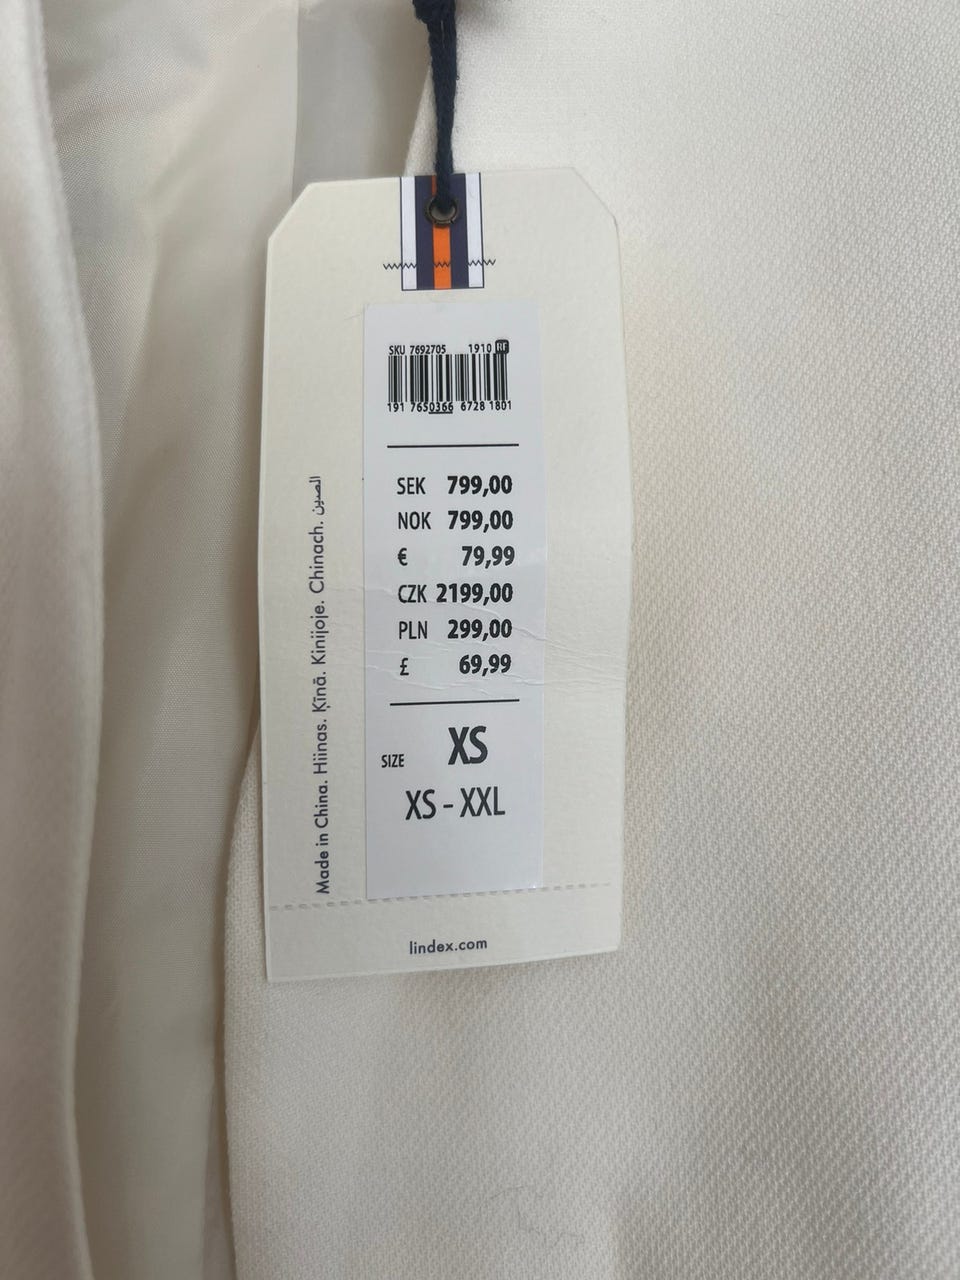 SKU 7692705 1910 RF
191 7650366 6728 1801
SEK 799,00
NOK 799,00
€ 79,99
CZK 2199,00
PLN 299,00
£ 69,99
SIZE XS
XS - XXL
Made in China. Hiinas. Ķīnā. Kinijoje. Chinach. الصين
lindex.com